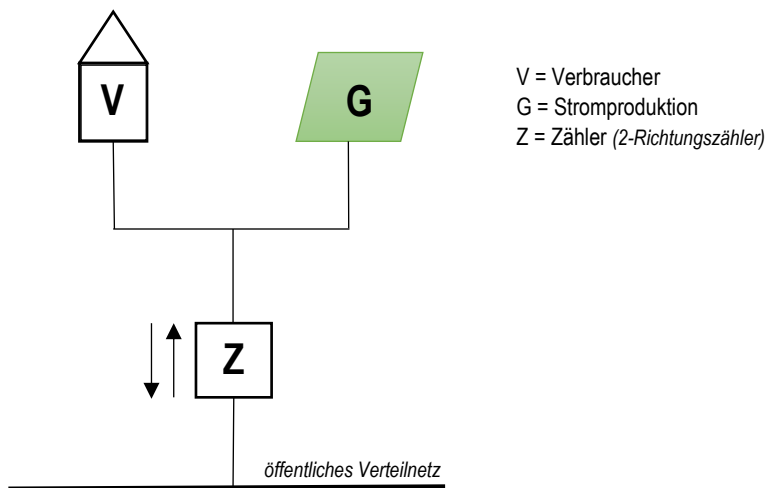 V
G
V = Verbraucher
G = Stromproduktion
Z = Zähler (2-Richtungszähler)
Z
öffentliches Verteilnetz